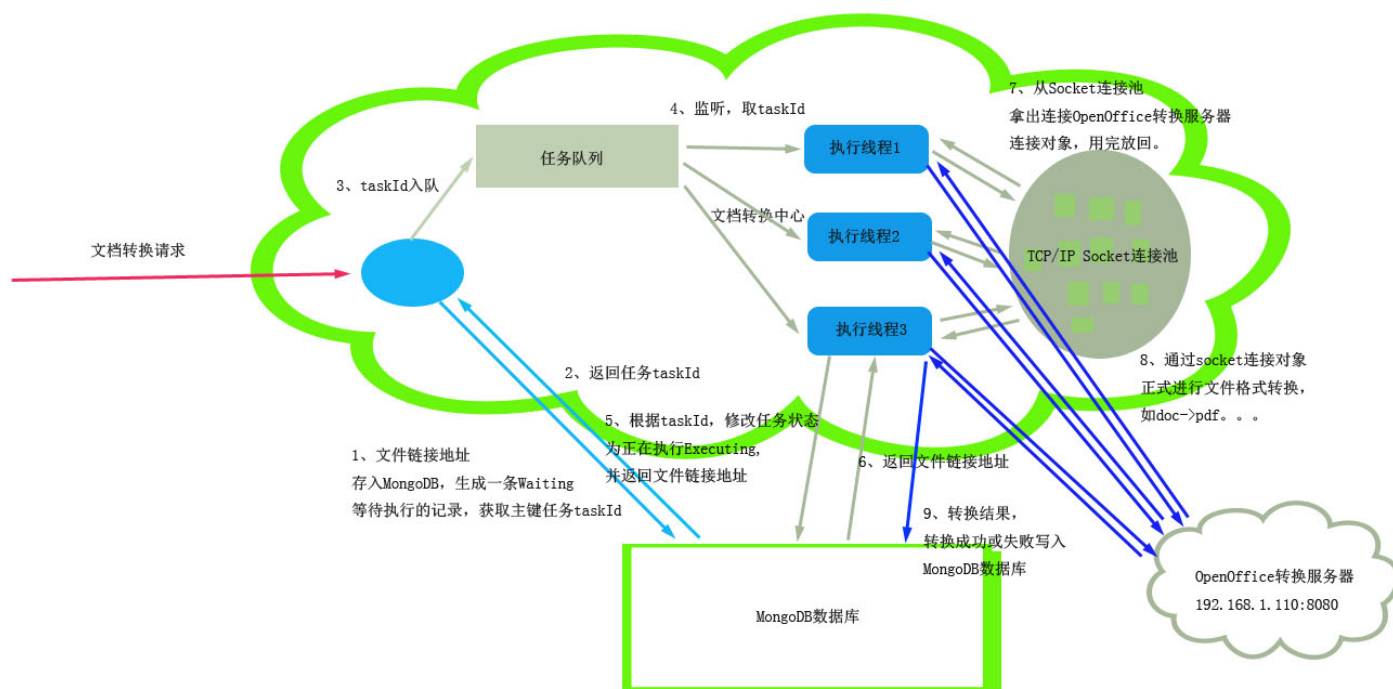 7、从Socket连接池
拿出连接OpenOffice转换服务器
连接对象，用完放回。
4、监听，取taskId
任务队列
执行线程1
3、taskId入队
文档转换中心
执行线程2
文档转换请求
TCP/IP Socket连接池
执行线程3
2、返回任务taskId
8、通过socket连接对象
正式进行文件格式转换，
如doc->pdf。。。
5、根据taskId，修改任务状态
为正在执行Executing，
并返回文件链接地址
6、返回文件链接地址
1、文件链接地址
存入MongoDB，生成一条Waiting
等待执行的记录，获取主键任务taskId
9、转换结果，
转换成功或失败写入
MongoDB数据库
MongoDB数据库
OpenOffice转换服务器
192.168.1.110:8080